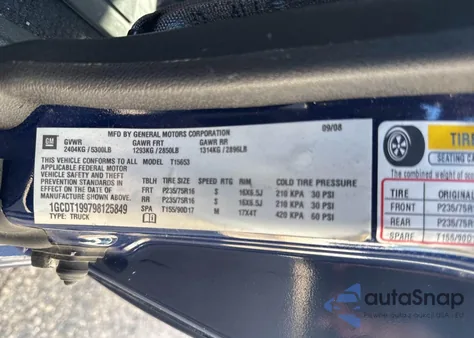 GM
MFD BY GENERAL MOTORS CORPORATION
09/08
GVWR GAWR FRT GAWR RR
2404KG / 5300LB 1293KG / 2850LB 1314KG / 2896LB
THIS VEHICLE CONFORMS TO ALL MODEL: T15653
APPLICABLE FEDERAL MOTOR
VEHICLE SAFETY, BUMPER, AND THEFT
PREVENTION STANDARDS IN
EFFECT ON THE DATE OF
MANUFACTURE SHOWN ABOVE.
1GCDT199798125849
TYPE: TRUCK
TIRE SIZE SPEED RTG RIM COLD TIRE PRESSURE
FRT P235/75R16 S 16X6.5J 210 KPA 30 PSI
RR P235/75R16 S 16X6.5J 210 KPA 30 PSI
SPA T155/90D17 M 17X4T 420 KPA 60 PSI
TIRE
SEATING
The combined weight of
TIRE ORIGINAL
FRONT P235/75R
REAR P235/75
SPARE T155/90D
autoSnap